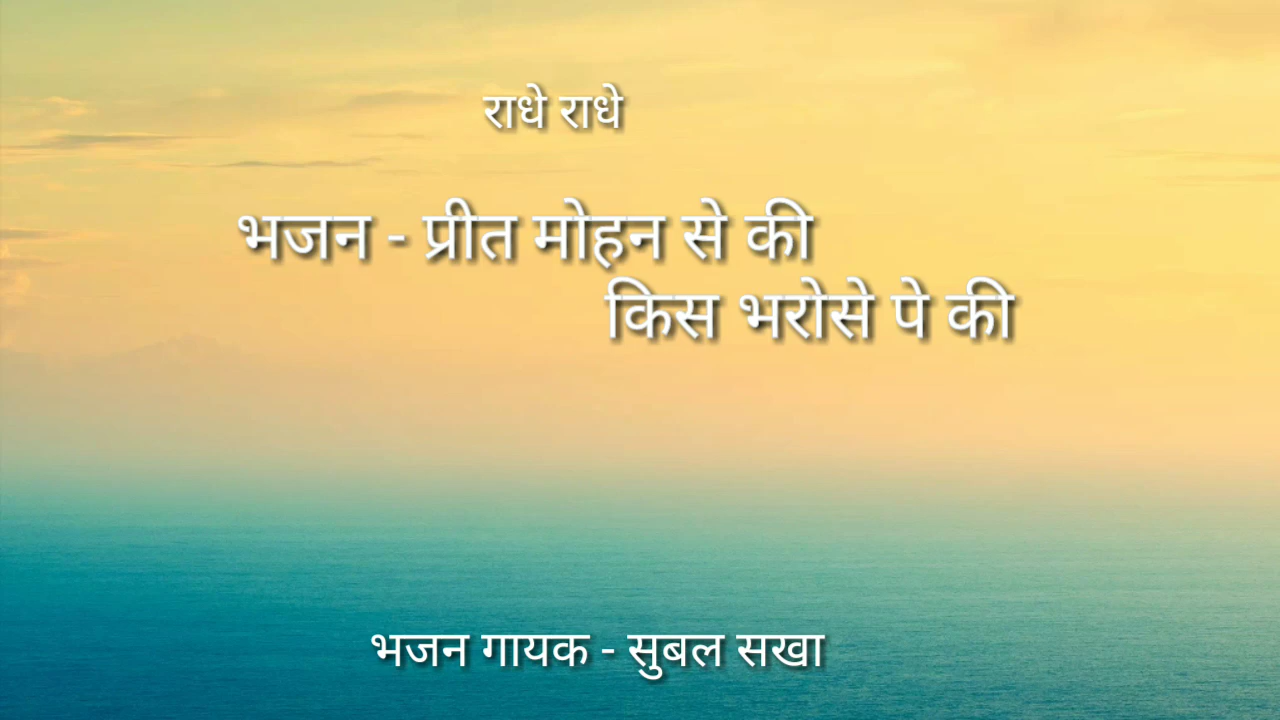 राधे राधे
भजन - प्रीत मोहन से की
किस भरोसे पे की
भजन गायक - सुबल सखा